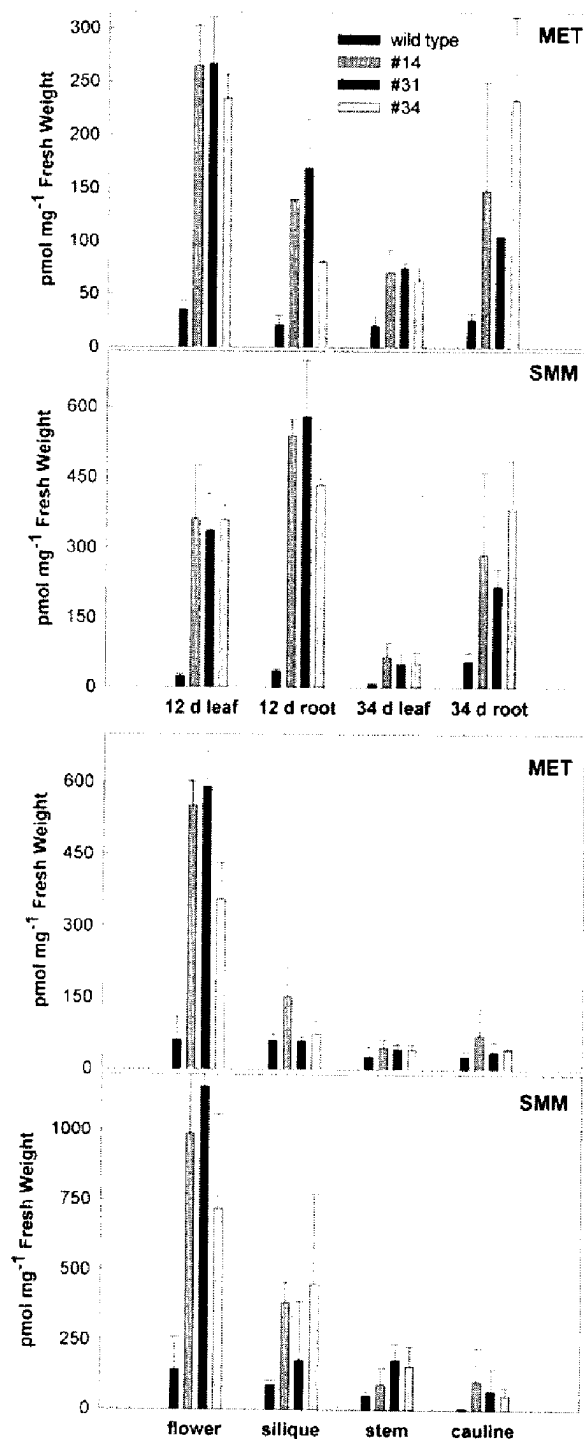 MET
wild type
#14
#31
#34
300
250
200
150
100
50
0
pmol mg⁻¹ Fresh Weight
SMM
600
450
300
150
0
pmol mg⁻¹ Fresh Weight
12 d leaf 12 d root 34 d leaf 34 d root
MET
600
450
300
150
0
pmol mg⁻¹ Fresh Weight
SMM
1000
750
500
250
0
pmol mg⁻¹ Fresh Weight
flower silique stem cauline